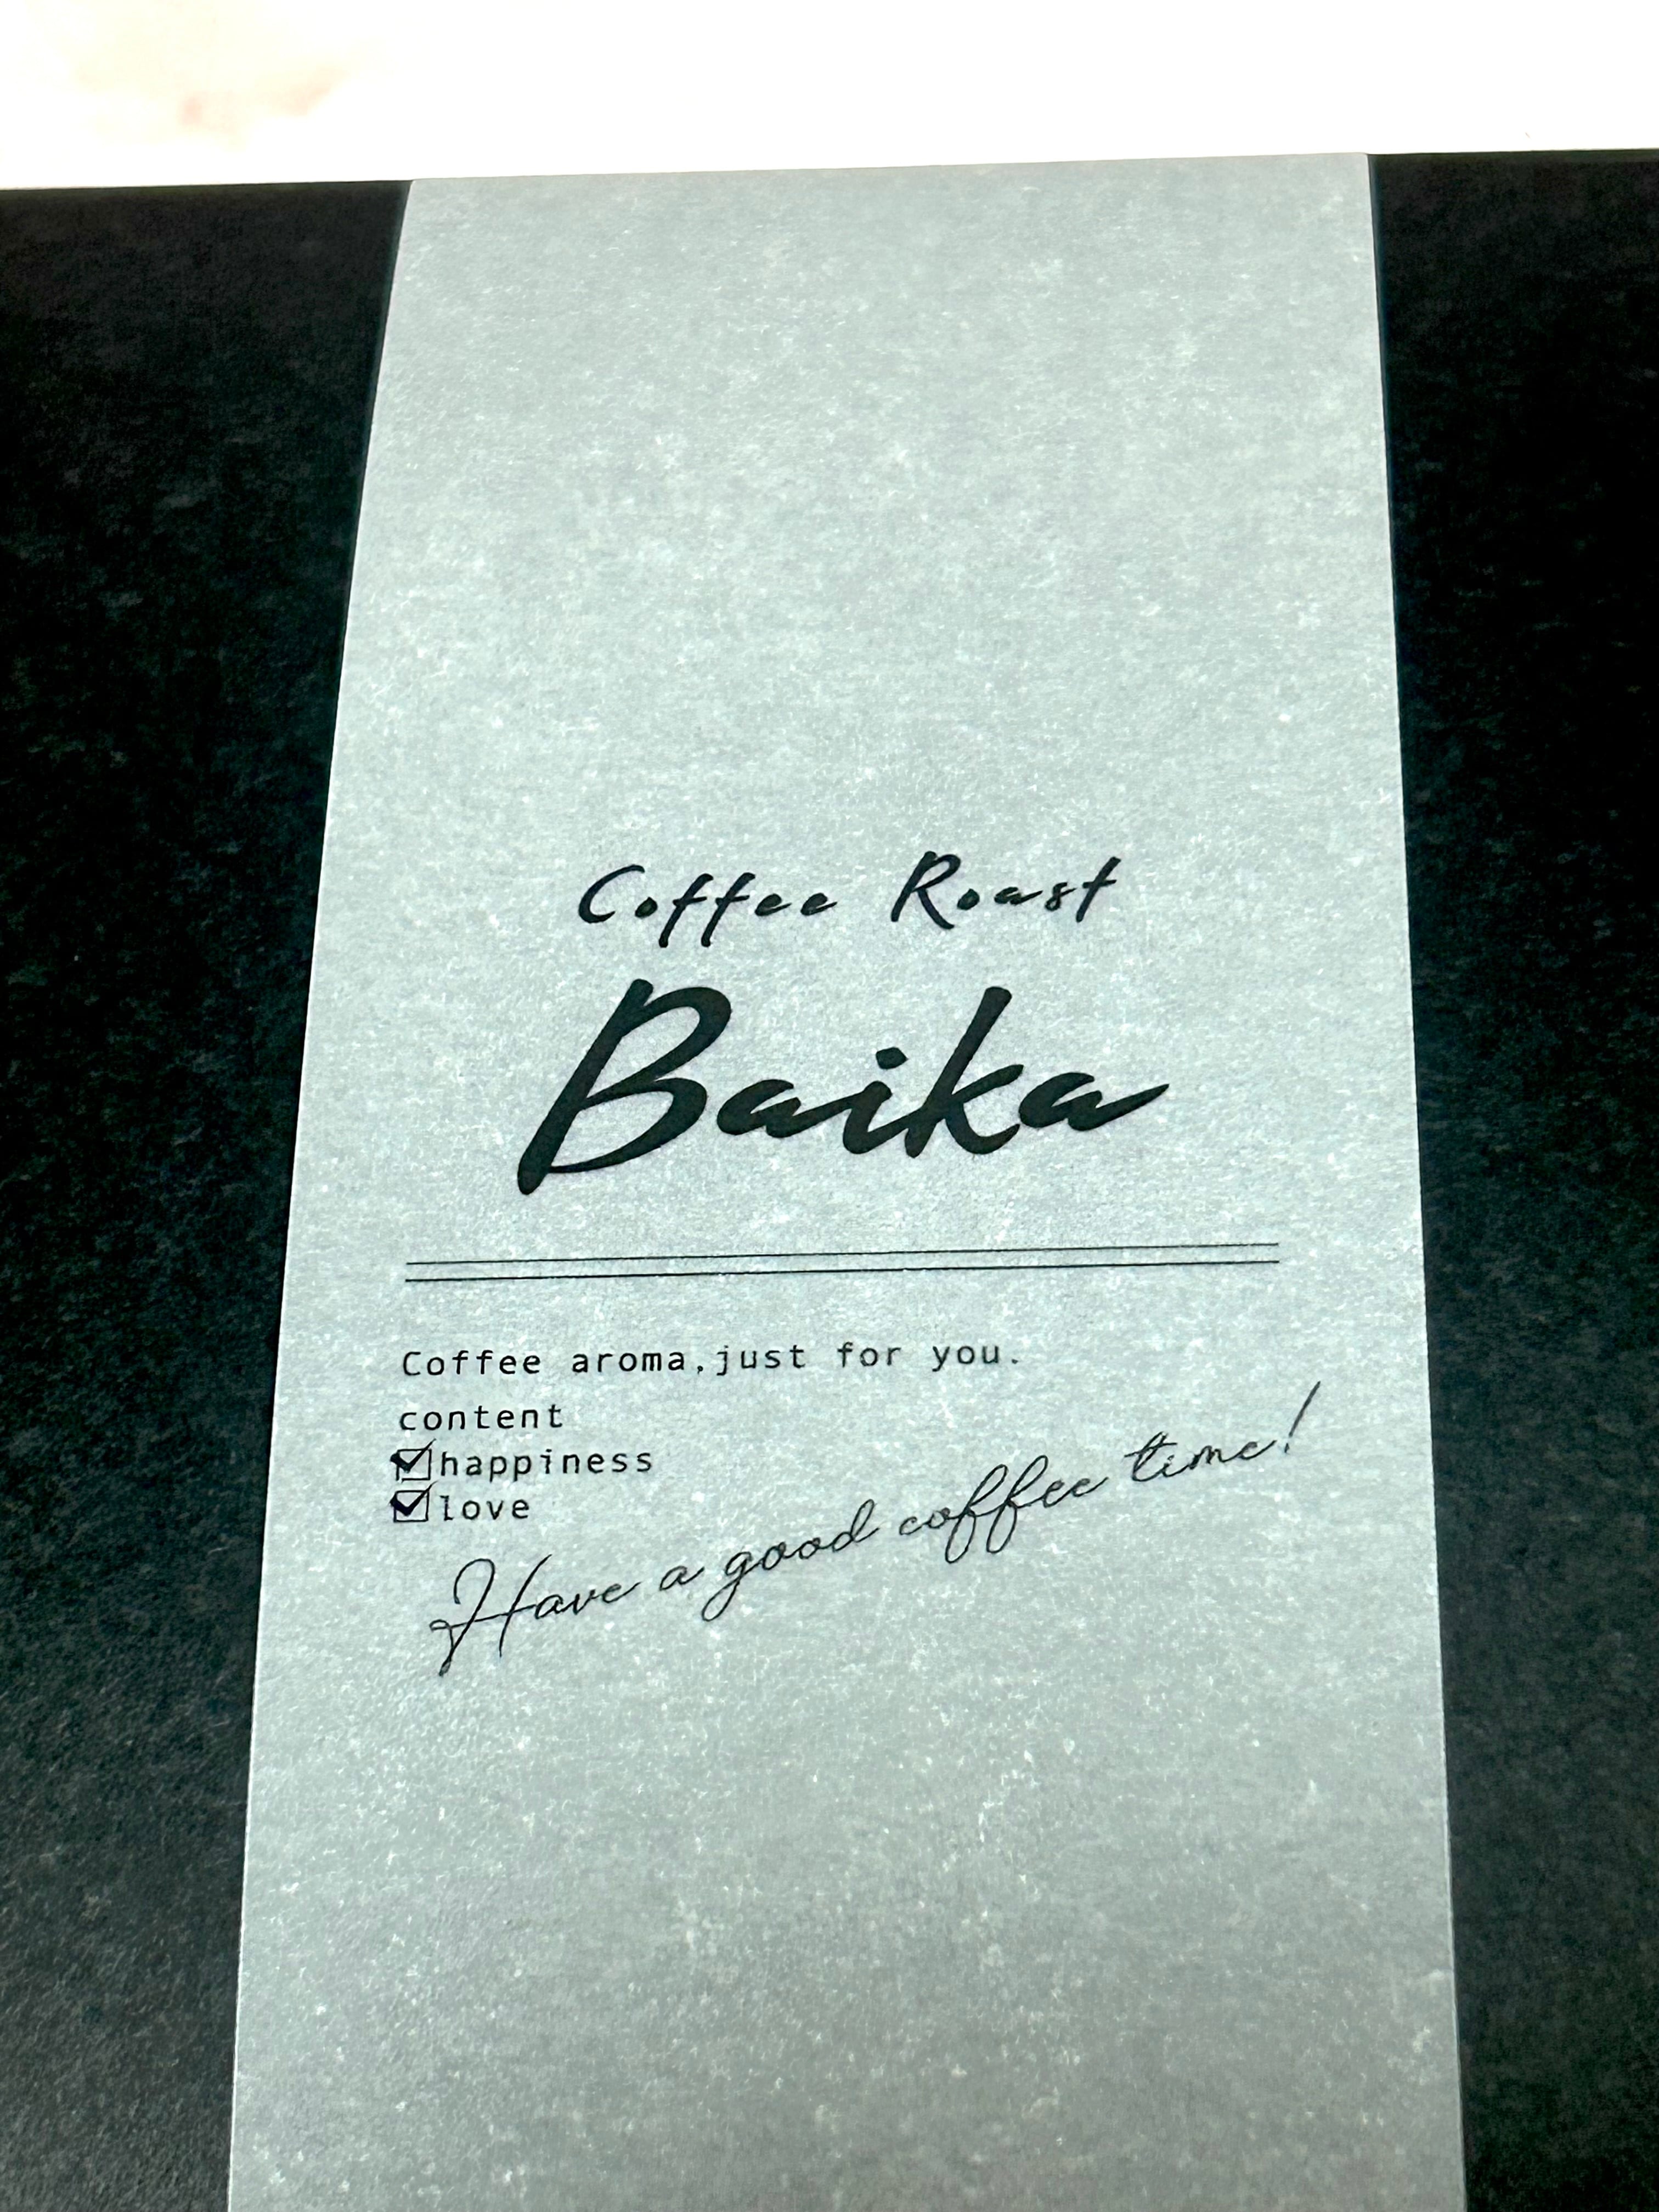 Coffee Roast
Baika
Coffee aroma,just for you.
content
☑happiness
☑love
Have a good coffee time!